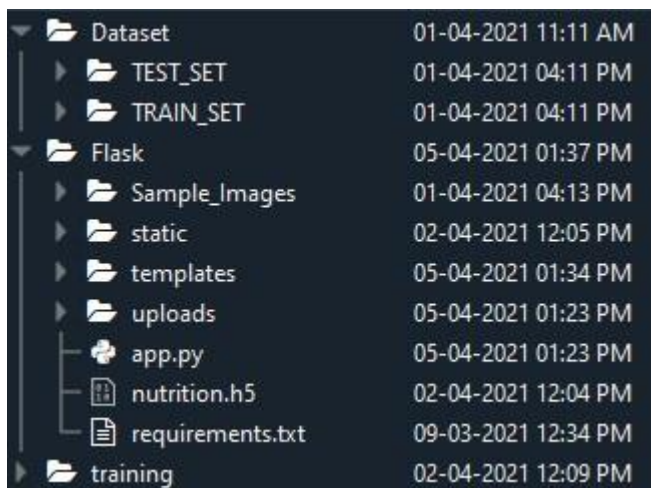 Dataset 01-04-2021 11:11 AM
TEST_SET 01-04-2021 04:11 PM
TRAIN_SET 01-04-2021 04:11 PM
Flask 05-04-2021 01:37 PM
Sample_Images 01-04-2021 04:13 PM
static 02-04-2021 12:05 PM
templates 05-04-2021 01:34 PM
uploads 05-04-2021 01:23 PM
app.py 05-04-2021 01:23 PM
nutrition.h5 02-04-2021 12:04 PM
requirements.txt 09-03-2021 12:34 PM
training 02-04-2021 12:09 PM